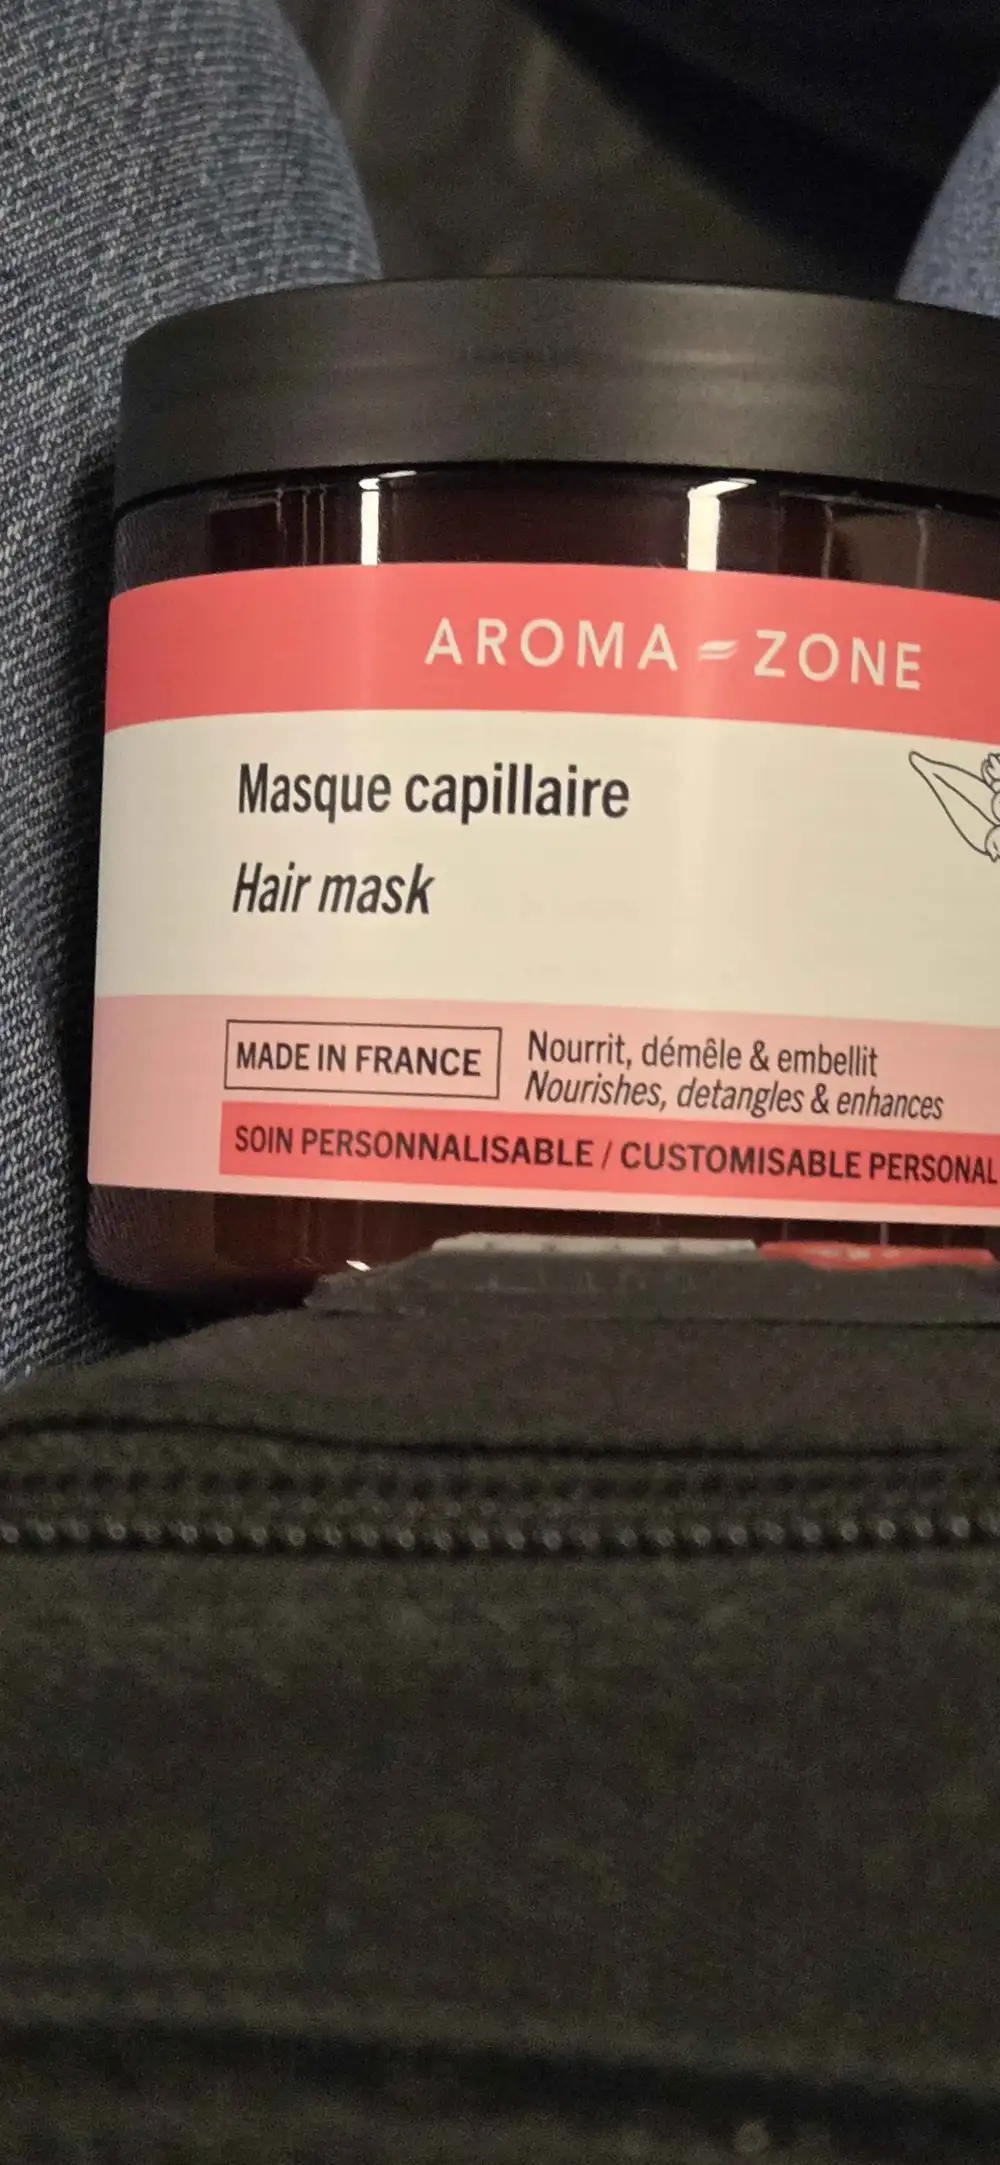 AROMA-ZONE
Masque capillaire
Hair mask
MADE IN FRANCE
Nourrit, démêle & embellit
Nourishes, detangles & enhances
SOIN PERSONNALISABLE / CUSTOMISABLE PERSONAL